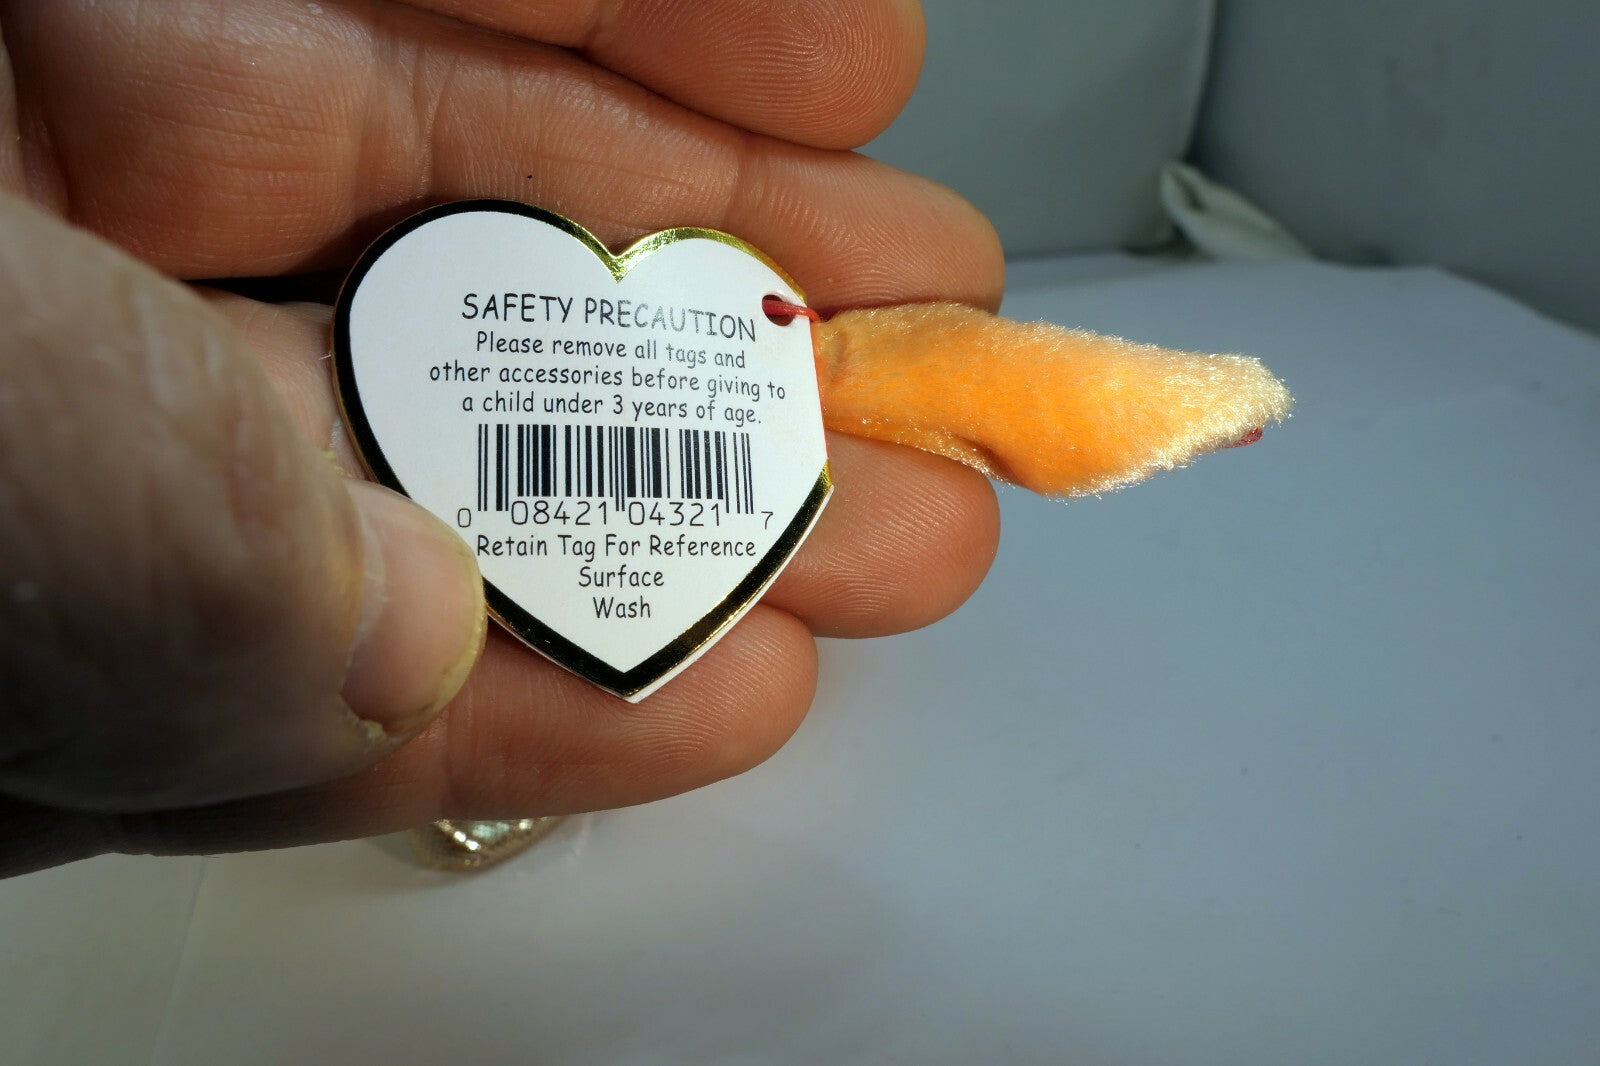 SAFETY PRECAUTION
Please remove all tags and
other accessories before giving to
a child under 3 years of age.
0 08421 04321 7
Retain Tag For Reference
Surface
Wash